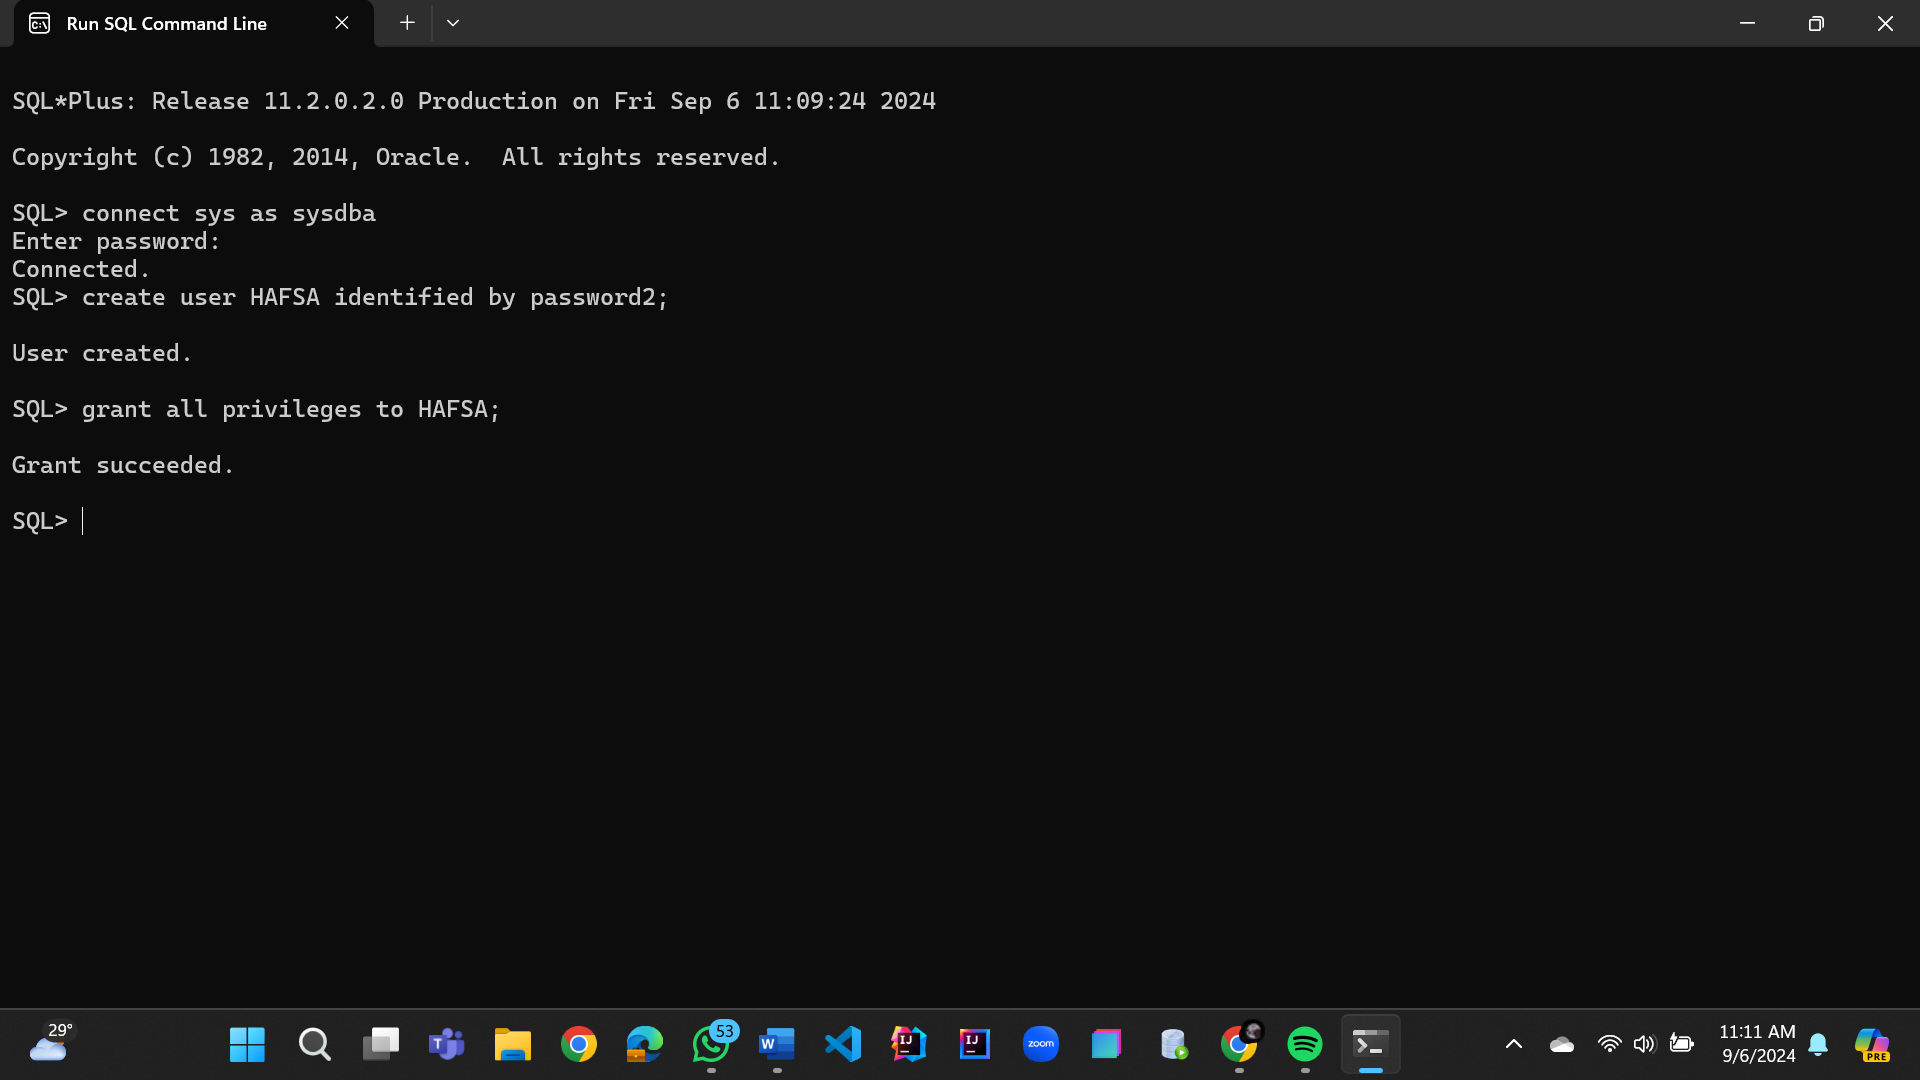 Run SQL Command Line
SQL*Plus: Release 11.2.0.2.0 Production on Fri Sep 6 11:09:24 2024
Copyright (c) 1982, 2014, Oracle.  All rights reserved.
SQL> connect sys as sysdba
Enter password:
Connected.
SQL> create user HAFSA identified by password2;
User created.
SQL> grant all privileges to HAFSA;
Grant succeeded.
SQL>
29°
53
zoom
11:11 AM
9/6/2024
PRE